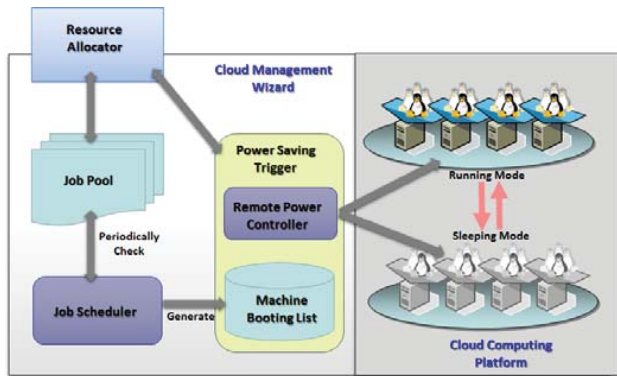 Resource
Allocator
Cloud Management
Wizard
Job Pool
Power Saving
Trigger
Remote Power
Controller
Running Mode
Periodically
Check
Sleeping Mode
Job Scheduler
Generate
Machine
Booting List
Cloud Computing
Platform